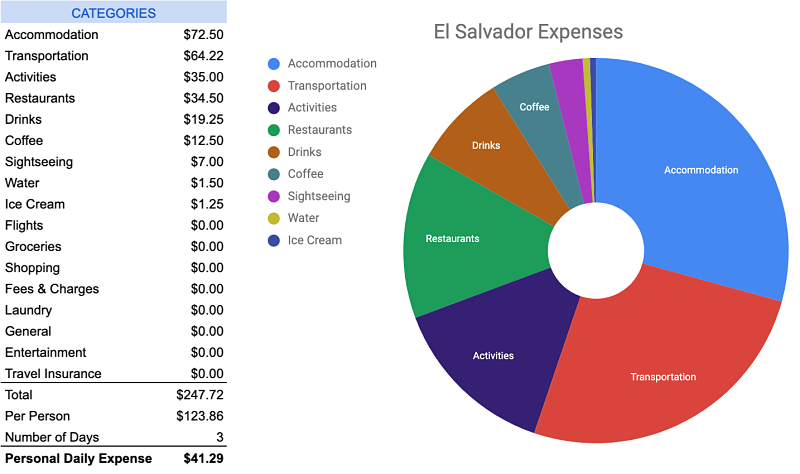 CATEGORIES
Accommodation $72.50
Transportation $64.22
Activities $35.00
Restaurants $34.50
Drinks $19.25
Coffee $12.50
Sightseeing $7.00
Water $1.50
Ice Cream $1.25
Flights $0.00
Groceries $0.00
Shopping $0.00
Fees & Charges $0.00
Laundry $0.00
General $0.00
Entertainment $0.00
Travel Insurance $0.00
Total $247.72
Per Person $123.86
Number of Days 3
Personal Daily Expense $41.29
El Salvador Expenses
Accommodation
Transportation
Activities
Restaurants
Drinks
Coffee
Sightseeing
Water
Ice Cream
Coffee
Drinks
Accommodation
Restaurants
Activities
Transportation